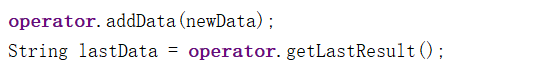 operator.addData(newData);
String lastData = operator.getLastResult();